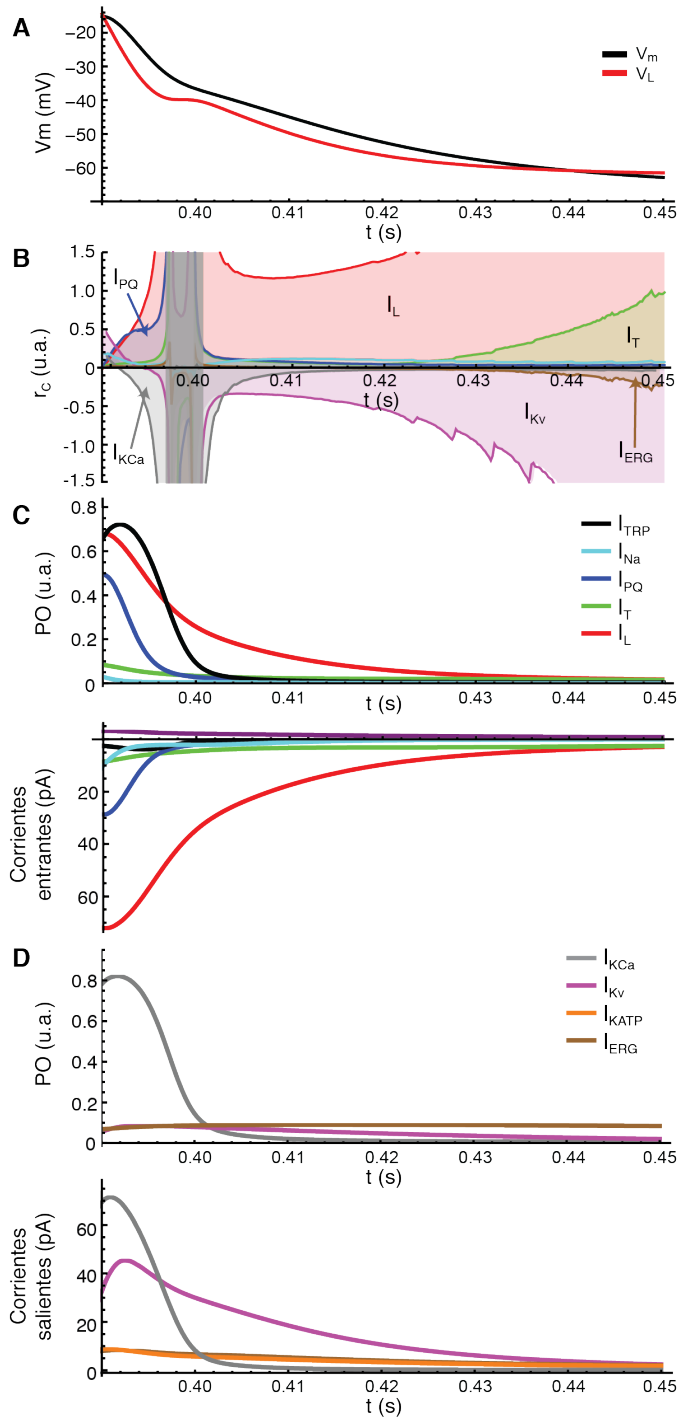 A
Vm (mV)
−20
−30
−40
−50
−60
Vm
VL
0.40 0.41 0.42 0.43 0.44 0.45
t (s)
B
rC (u.a.)
1.5
1.0
0.5
0
-0.5
-1.0
-1.5
IPQ
IL
IT
0.40 0.41 0.42 0.43 0.44 0.45
t (s)
IKCa
IKv
IERG
C
PO (u.a.)
0.8
0.6
0.4
0.2
0
ITRP
INa
IPQ
IT
IL
0.40 0.41 0.42 0.43 0.44 0.45
t (s)
Corrientes
entrantes (pA)
20
40
60
D
PO (u.a.)
0.8
0.6
0.4
0.2
0
IKCa
IKv
IKATP
IERG
0.40 0.41 0.42 0.43 0.44 0.45
t (s)
Corrientes
salientes (pA)
60
40
20
0
0.40 0.41 0.42 0.43 0.44 0.45
t (s)